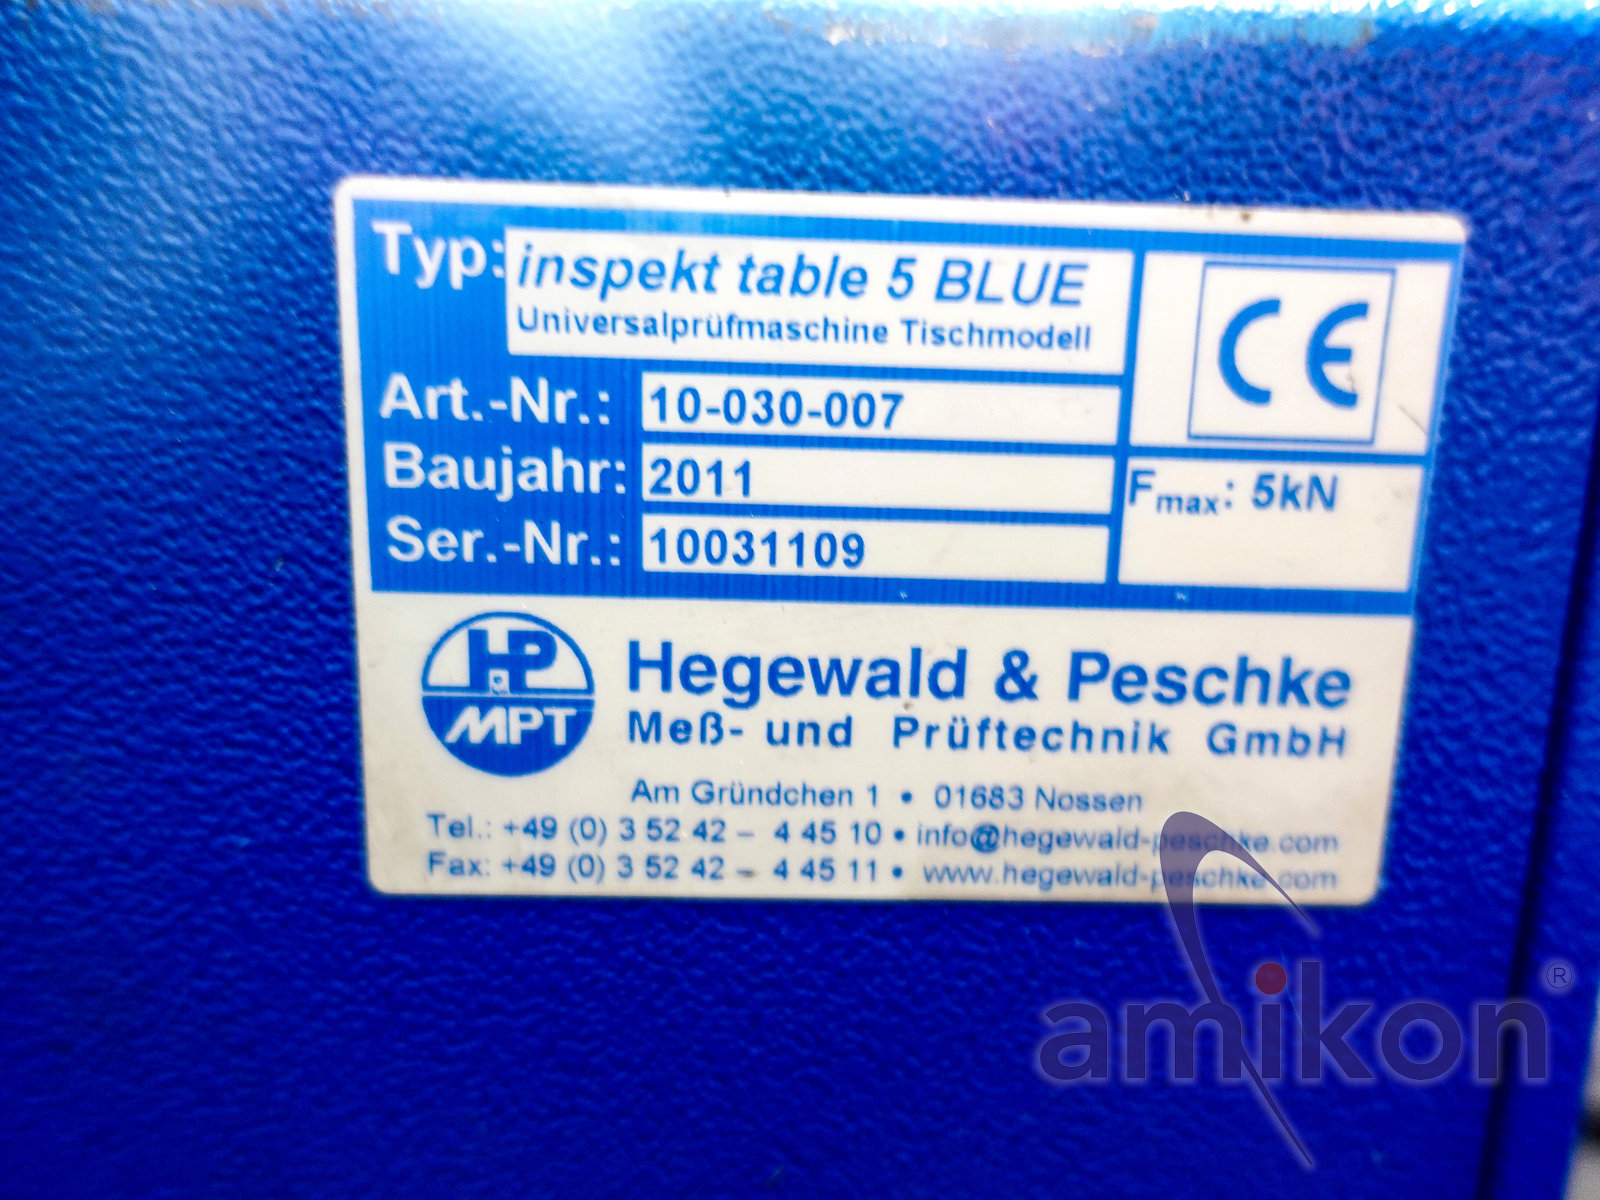 Typ: inspekt table 5 BLUE
Universalprüfmaschine Tischmodell
CE
Art.-Nr.: 10-030-007
Baujahr: 2011
Fmax: 5kN
Ser.-Nr.: 10031109
H&P
MPT
Hegewald & Peschke
Meß- und Prüftechnik GmbH
Am Gründchen 1 • 01683 Nossen
Tel.: +49 (0) 3 52 42 – 4 45 10 • info@hegewald-peschke.com
Fax: +49 (0) 3 52 42 – 4 45 11 • www.hegewald-peschke.com
amikon®